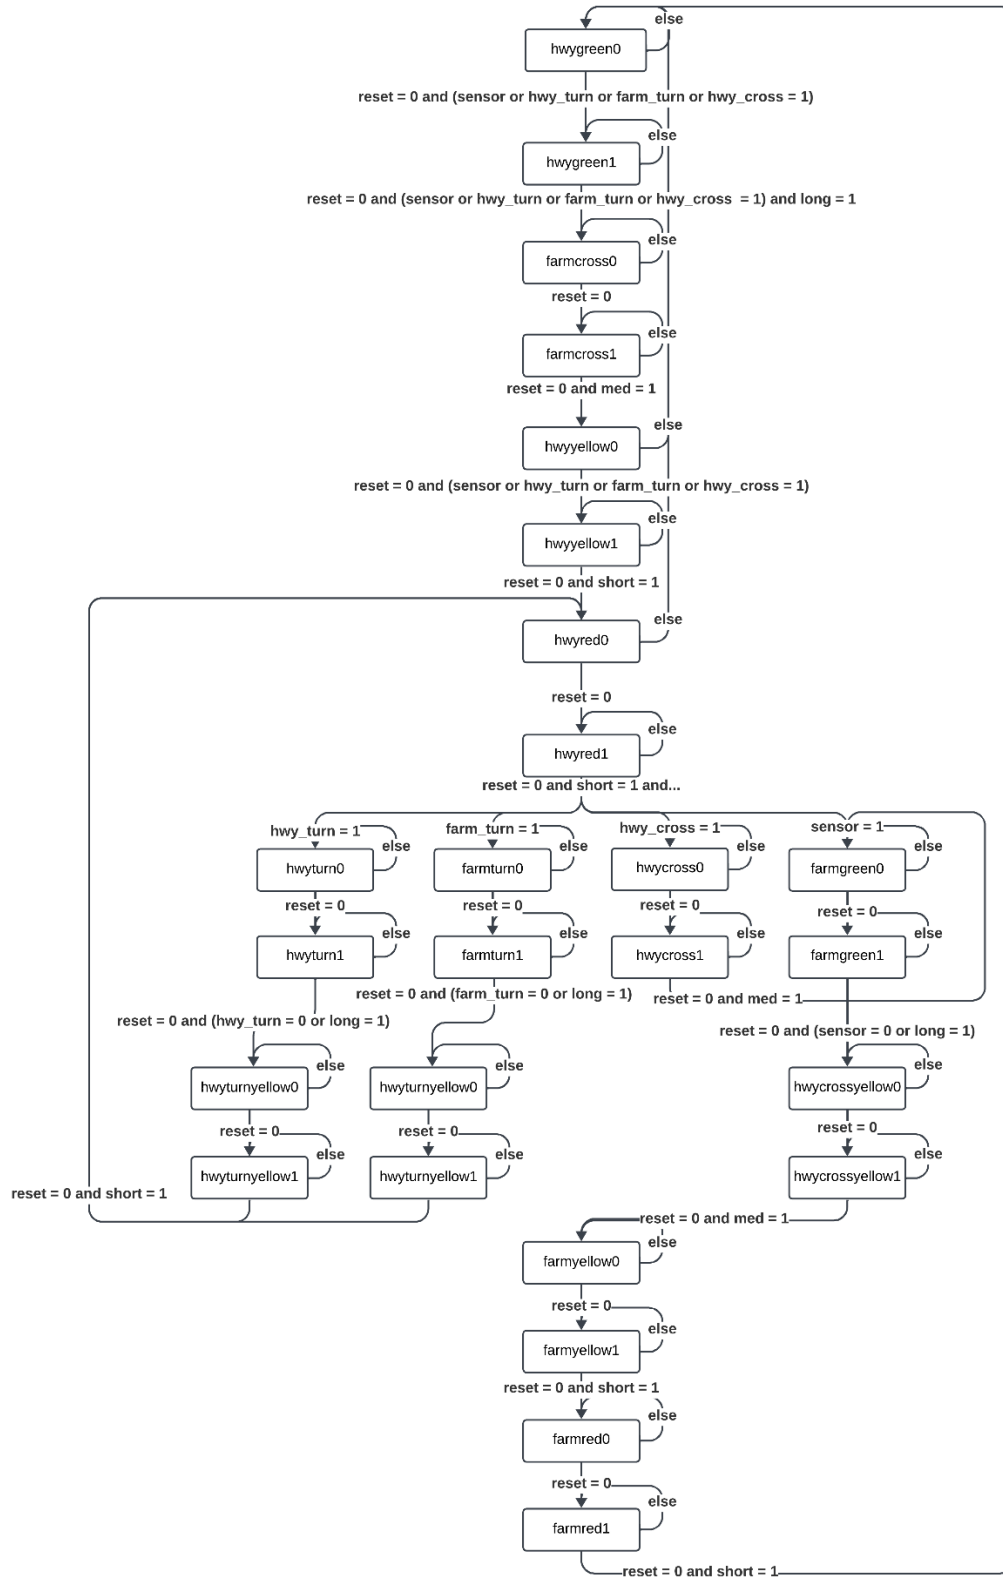 else
hwygreen0
reset = 0 and (sensor or hwy_turn or farm_turn or hwy_cross = 1)
else
hwygreen1
reset = 0 and (sensor or hwy_turn or farm_turn or hwy_cross = 1) and long = 1
else
farmcross0
reset = 0
else
farmcross1
reset = 0 and med = 1
else
hwyyellow0
reset = 0 and (sensor or hwy_turn or farm_turn or hwy_cross = 1)
else
hwyyellow1
reset = 0 and short = 1
else
hwyred0
reset = 0
else
hwyred1
reset = 0 and short = 1 and...
hwy_turn = 1
farm_turn = 1
hwy_cross = 1
sensor = 1
else
else
else
else
hwyturn0
farmturn0
hwycross0
farmgreen0
reset = 0
reset = 0
reset = 0
reset = 0
else
else
else
else
hwyturn1
farmturn1
hwycross1
farmgreen1
reset = 0 and (farm_turn = 0 or long = 1)
reset = 0 and med = 1
reset = 0 and (hwy_turn = 0 or long = 1)
reset = 0 and (sensor = 0 or long = 1)
else
else
else
hwyturnyellow0
hwyturnyellow0
hwycrossyellow0
reset = 0
reset = 0
reset = 0
else
else
else
hwyturnyellow1
hwyturnyellow1
hwycrossyellow1
reset = 0 and short = 1
reset = 0 and med = 1
else
farmyellow0
reset = 0
else
farmyellow1
reset = 0 and short = 1
else
farmred0
reset = 0
else
farmred1
reset = 0 and short = 1